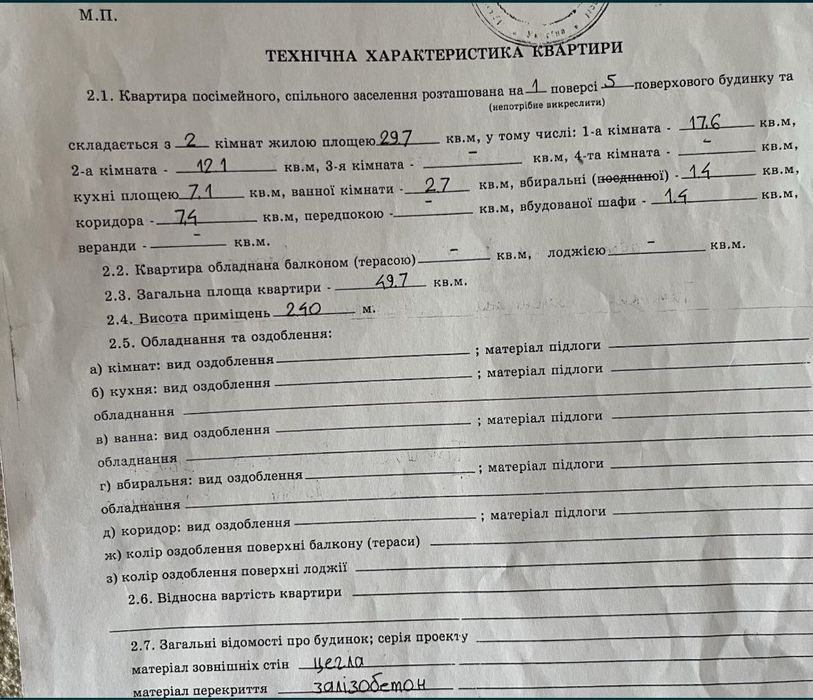 М.П.
Україна
ТЕХНІЧНА ХАРАКТЕРИСТИКА КВАРТИРИ
2.1. Квартира посімейного, спільного заселення розташована на 1 поверсі 5 поверхового будинку та
(непотрібне викреслити)
складається з 2 кімнат жилою площею 29.7 кв.м, у тому числі: 1-а кімната - 17.6 кв.м,
2-а кімната - 12.1 кв.м, 3-я кімната - – кв.м, 4-та кімната - – кв.м,
кухні площею 7,1 кв.м, ванної кімнати - 2.7 кв.м, вбиральні (поєднаної) - 1.4 кв.м,
коридора - 7,4 кв.м, передпокою - – кв.м, вбудованої шафи - 1.4 кв.м,
веранди - – кв.м.
2.2. Квартира обладнана балконом (терасою) – кв.м, лоджією – кв.м.
2.3. Загальна площа квартири - 49.7 кв.м.
2.4. Висота приміщень 240 м.
2.5. Обладнання та оздоблення:
а) кімнат: вид оздоблення ; матеріал підлоги
б) кухня: вид оздоблення ; матеріал підлоги
обладнання
в) ванна: вид оздоблення ; матеріал підлоги
обладнання
г) вбиральня: вид оздоблення ; матеріал підлоги
обладнання
д) коридор: вид оздоблення ; матеріал підлоги
ж) колір оздоблення поверхні балкону (тераси)
з) колір оздоблення поверхні лоджії
2.6. Відносна вартість квартири
2.7. Загальні відомості про будинок; серія проекту
матеріал зовнішніх стін цегла
матеріал перекриття залізобетон